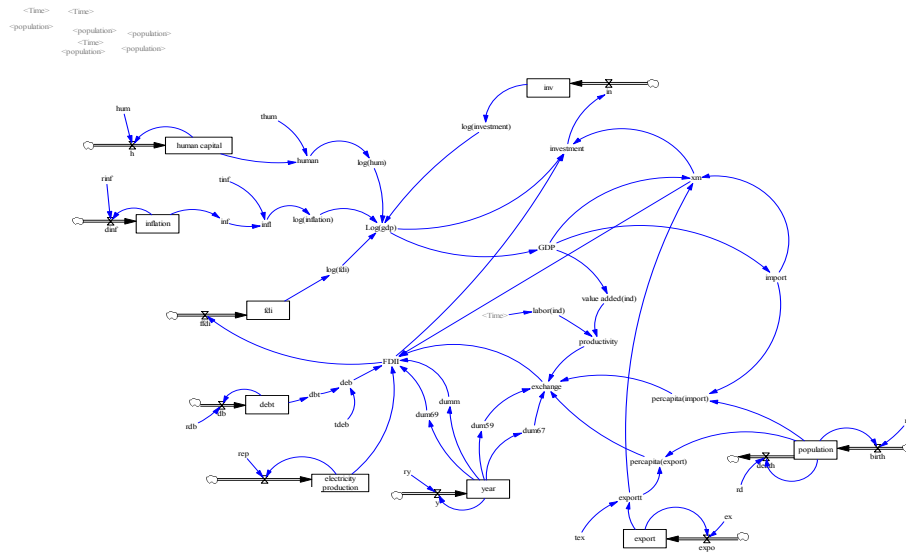 <Time>
<Time>
<population>
<population>
<population>
<Time>
<population>
<population>
inv
in
hum
thum
log(investment)
human capital
h
human
log(hum)
investment
rinf
tinf
xm
inflation
dinf
inf
infl
log(inflation)
Log(gdp)
GDP
log(fdi)
import
value added(ind)
fdi
ffdi
<Time>
labor(ind)
productivity
FDII
deb
exchange
dbt
debt
db
rdb
tdeb
dumm
dum69
dum59
dum67
percapita(import)
percapita(export)
population
birth
death
rd
rep
electricity
production
ry
y
year
exportt
tex
ex
export
expo